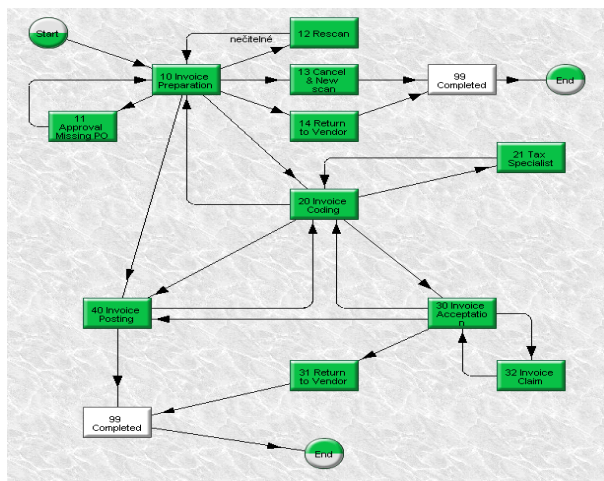 Start
nečitelné
12 Rescan
10 Invoice
Preparation
13 Cancel
& New
scan
99
Completed
End
11
Approval
Missing PO
14 Return
to Vendor
21 Tax
Specialist
20 Invoice
Coding
40 Invoice
Posting
30 Invoice
Acceptatio
n
31 Return
to Vendor
32 Invoice
Claim
99
Completed
End